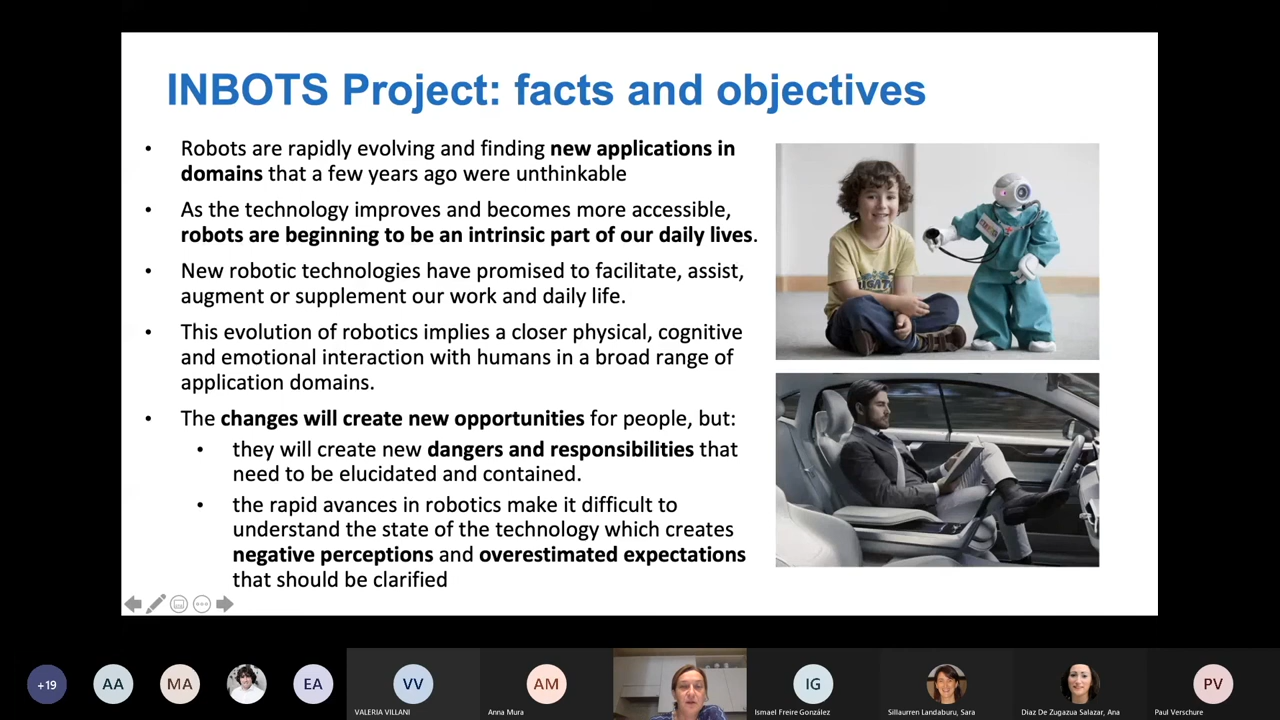 INBOTS Project: facts and objectives
• Robots are rapidly evolving and finding new applications in
domains that a few years ago were unthinkable
• As the technology improves and becomes more accessible,
robots are beginning to be an intrinsic part of our daily lives.
• New robotic technologies have promised to facilitate, assist,
augment or supplement our work and daily life.
• This evolution of robotics implies a closer physical, cognitive
and emotional interaction with humans in a broad range of
application domains.
• The changes will create new opportunities for people, but:
• they will create new dangers and responsibilities that
need to be elucidated and contained.
• the rapid avances in robotics make it difficult to
understand the state of the technology which creates
negative perceptions and overestimated expectations
that should be clarified
+19
AA
MA
EA
VV
AM
IG
PV
VALERIA VILLANI
Anna Mura
Ismael Freire González
Sillaurren Landaburu, Sara
Díaz De Zugazua Salazar, Ana
Paul Verschure